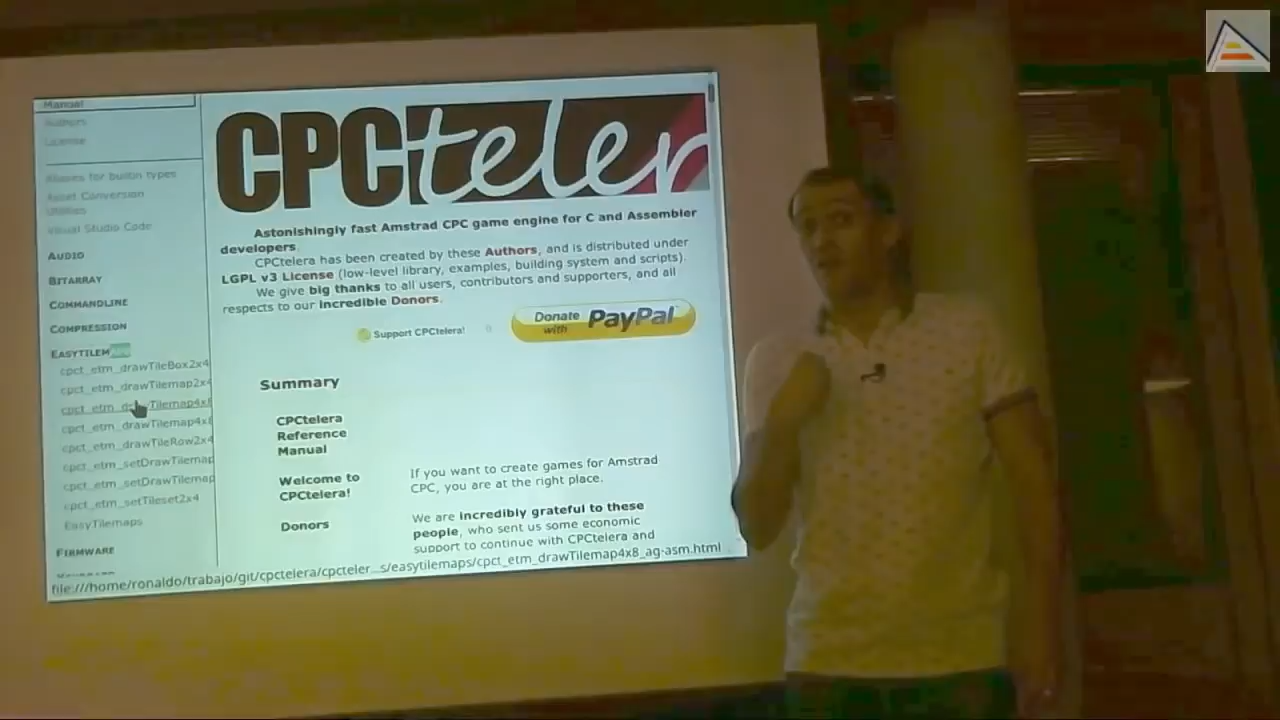 Manual
Authors
License
Aliases for builtin types
Asset Conversion
Utilities
Visual Studio Code
AUDIO
BITARRAY
COMMANDLINE
COMPRESSION
EASYTILEMAPS
cpct_etm_drawTileBox2x4
cpct_etm_drawTilemap2x4
cpct_etm_drawTilemap4x8
cpct_etm_drawTilemap4x8
cpct_etm_drawTileRow2x4
cpct_etm_setDrawTilemap
cpct_etm_setDrawTilemap
cpct_etm_setTileset2x4
EasyTilemaps
FIRMWARE
CPCteler
Astonishingly fast Amstrad CPC game engine for C and Assembler
developers.
CPCtelera has been created by these Authors, and is distributed under
LGPL v3 License (low-level library, examples, building system and scripts).
We give big thanks to all users, contributors and supporters, and all
respects to our Incredible Donors.
Support CPCtelera!
Donate
with PayPal
Summary
CPCtelera
Reference
Manual
Welcome to
CPCtelera!
If you want to create games for Amstrad
CPC, you are at the right place.
Donors
We are incredibly grateful to these
people, who sent us some economic
support to continue with CPCtelera and
file:///home/ronaldo/trabajo/git/cpctelera/cpcteler...s/easytilemaps/cpct_etm_drawTilemap4x8_ag-asm.html